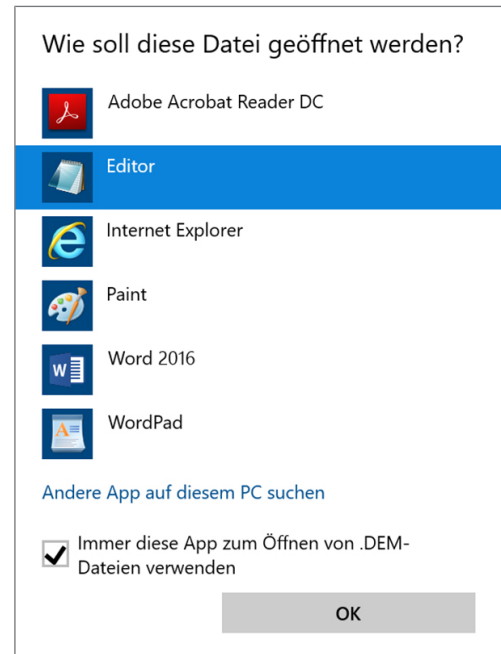 Wie soll diese Datei geöffnet werden?
Adobe Acrobat Reader DC
Editor
Internet Explorer
Paint
Word 2016
WordPad
Andere App auf diesem PC suchen
Immer diese App zum Öffnen von .DEM-
Dateien verwenden
OK